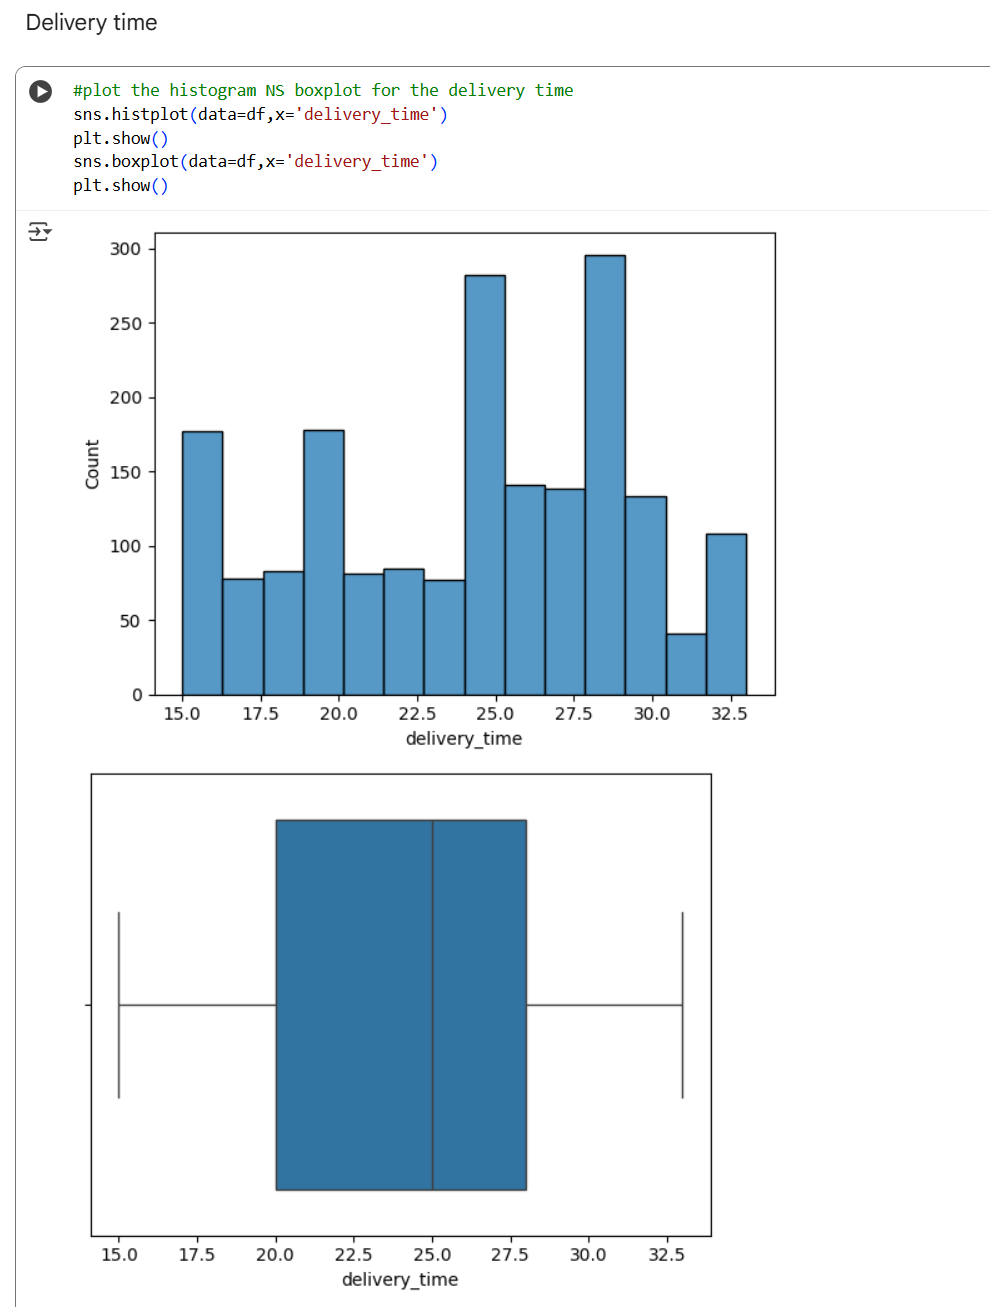 Delivery time
#plot the histogram NS boxplot for the delivery time
sns.histplot(data=df,x='delivery_time')
plt.show()
sns.boxplot(data=df,x='delivery_time')
plt.show()
300
250
200
150
100
50
0
Count
15.0 17.5 20.0 22.5 25.0 27.5 30.0 32.5
delivery_time
15.0 17.5 20.0 22.5 25.0 27.5 30.0 32.5
delivery_time